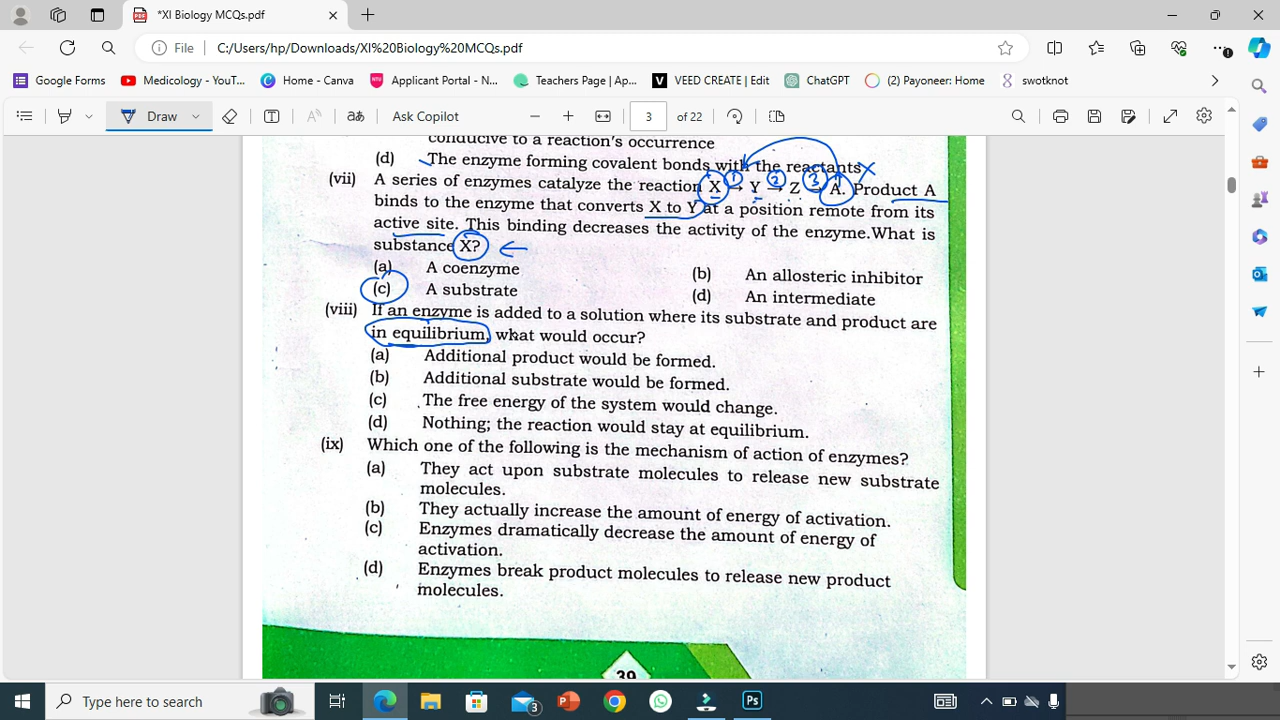 *XI Biology MCQs.pdf
File C:/Users/hp/Downloads/XI%20Biology%20MCQs.pdf
Google Forms Medicology - YouT... Home - Canva Applicant Portal - N... Teachers Page | Ap... VEED CREATE | Edit ChatGPT (2) Payoneer: Home swotknot
Draw Ask Copilot 3 of 22
conducive to a reaction's occurrence
(d) The enzyme forming covalent bonds with the reactants
(vii) A series of enzymes catalyze the reaction X → Y → Z → A. Product A
binds to the enzyme that converts X to Y at a position remote from its
active site. This binding decreases the activity of the enzyme.What is
substance X?
(a) A coenzyme (b) An allosteric inhibitor
(c) A substrate (d) An intermediate
(viii) If an enzyme is added to a solution where its substrate and product are
in equilibrium, what would occur?
(a) Additional product would be formed.
(b) Additional substrate would be formed.
(c) The free energy of the system would change.
(d) Nothing; the reaction would stay at equilibrium.
(ix) Which one of the following is the mechanism of action of enzymes?
(a) They act upon substrate molecules to release new substrate
molecules.
(b) They actually increase the amount of energy of activation.
(c) Enzymes dramatically decrease the amount of energy of
activation.
(d) Enzymes break product molecules to release new product
molecules.
39
Type here to search